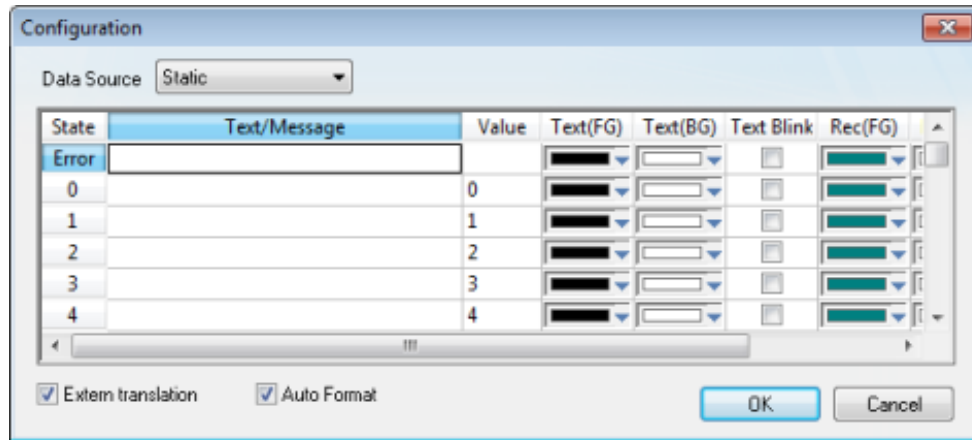 Configuration
Data Source Static
State Text/Message Value Text(FG) Text(BG) Text Blink Rec(FG)
Error
0 0
1 1
2 2
3 3
4 4
Extern translation Auto Format OK Cancel